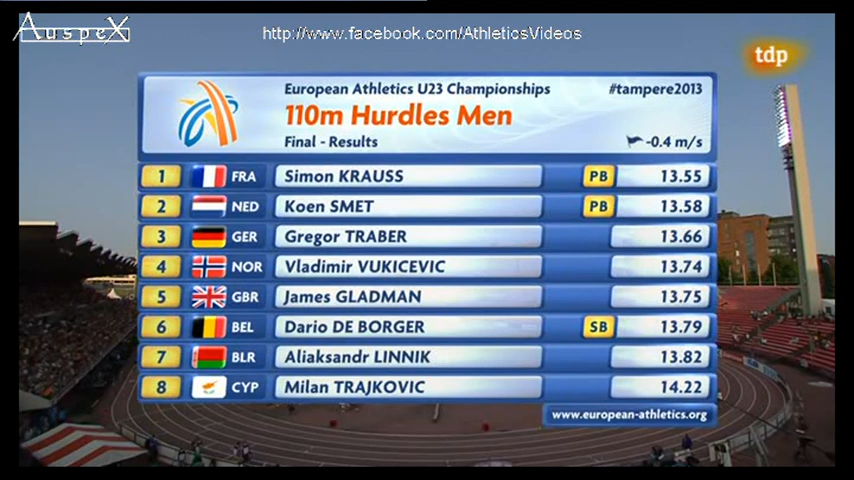 AuspeX
http://www.facebook.com/AthleticsVideos
tdp
European Athletics U23 Championships #tampere2013
110m Hurdles Men
Final - Results -0.4 m/s
1 FRA Simon KRAUSS PB 13.55
2 NED Koen SMET PB 13.58
3 GER Gregor TRABER 13.66
4 NOR Vladimir VUKICEVIC 13.74
5 GBR James GLADMAN 13.75
6 BEL Dario DE BORGER SB 13.79
7 BLR Aliaksandr LINNIK 13.82
8 CYP Milan TRAJKOVIC 14.22
www.european-athletics.org